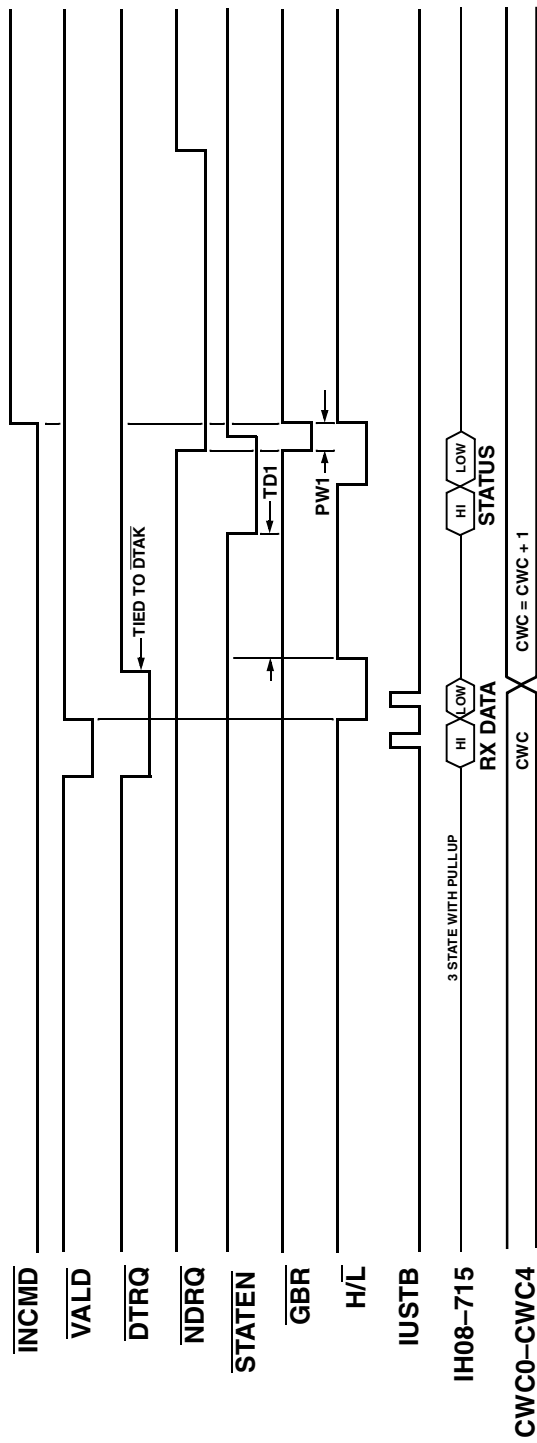 INCMD
VALD
DTRQ
TIED TO DTAK
NDRQ
STATEN
TD1
GBR
PW1
H/L
IUSTB
IH08–715
3 STATE WITH PULLUP
HI LOW
RX DATA
HI LOW
STATUS
CWC0–CWC4
CWC
CWC = CWC + 1